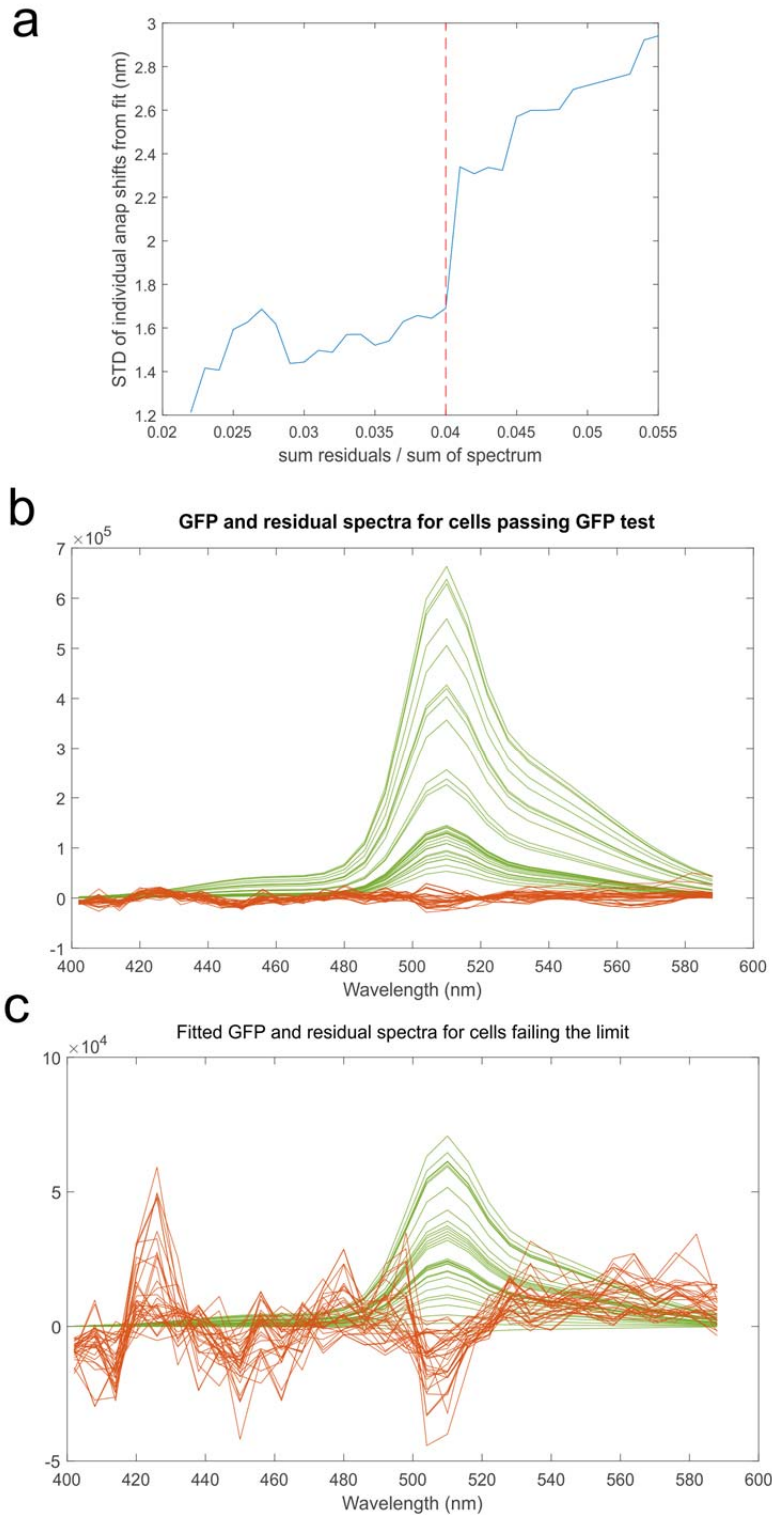 a
STD of individual anap shifts from fit (nm)
3
2.8
2.6
2.4
2.2
2
1.8
1.6
1.4
1.2
0.02 0.025 0.03 0.035 0.04 0.045 0.05 0.055
sum residuals / sum of spectrum
b
GFP and residual spectra for cells passing GFP test
×10⁵
7
6
5
4
3
2
1
0
-1
400 420 440 460 480 500 520 540 560 580 600
Wavelength (nm)
c
Fitted GFP and residual spectra for cells failing the limit
×10⁴
10
5
0
-5
400 420 440 460 480 500 520 540 560 580 600
Wavelength (nm)